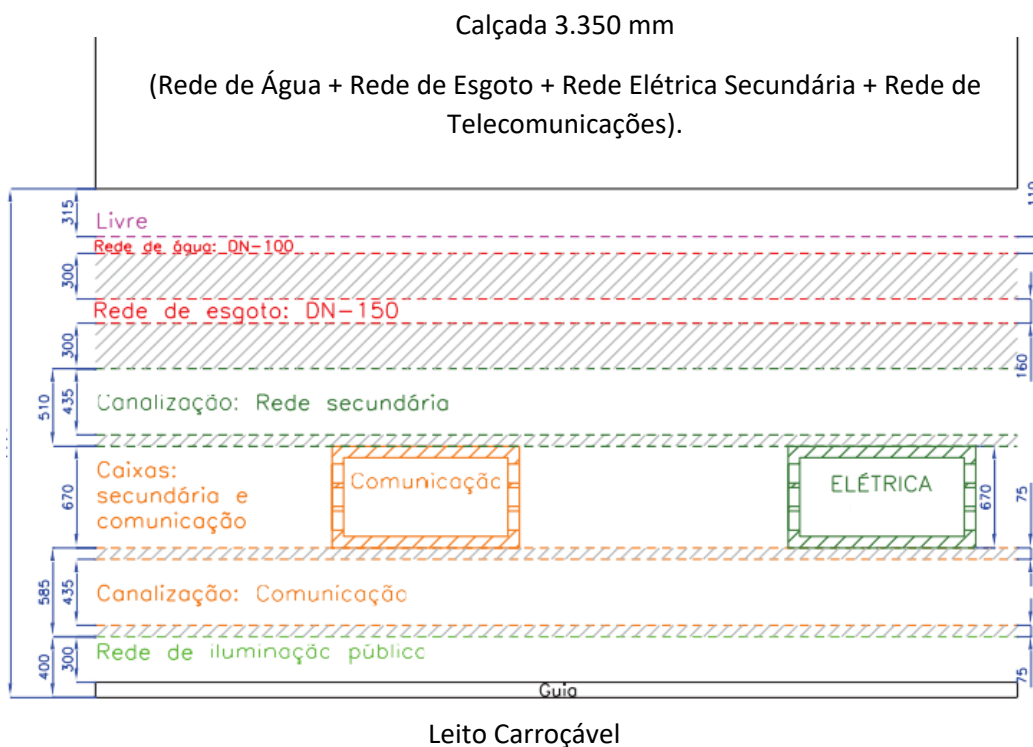 Calçada 3.350 mm
(Rede de Água + Rede de Esgoto + Rede Elétrica Secundária + Rede de
Telecomunicações).
315
Livre
Rede de água: DN-100
300
Rede de esgoto: DN-150
300
160
510
435
Canalização: Rede secundária
670
Caixas:
secundária e
comunicação
Comunicação
ELÉTRICA
670
75
585
435
Canalização: Comunicação
400
300
Rede de iluminação pública
75
Guia
Leito Carroçável